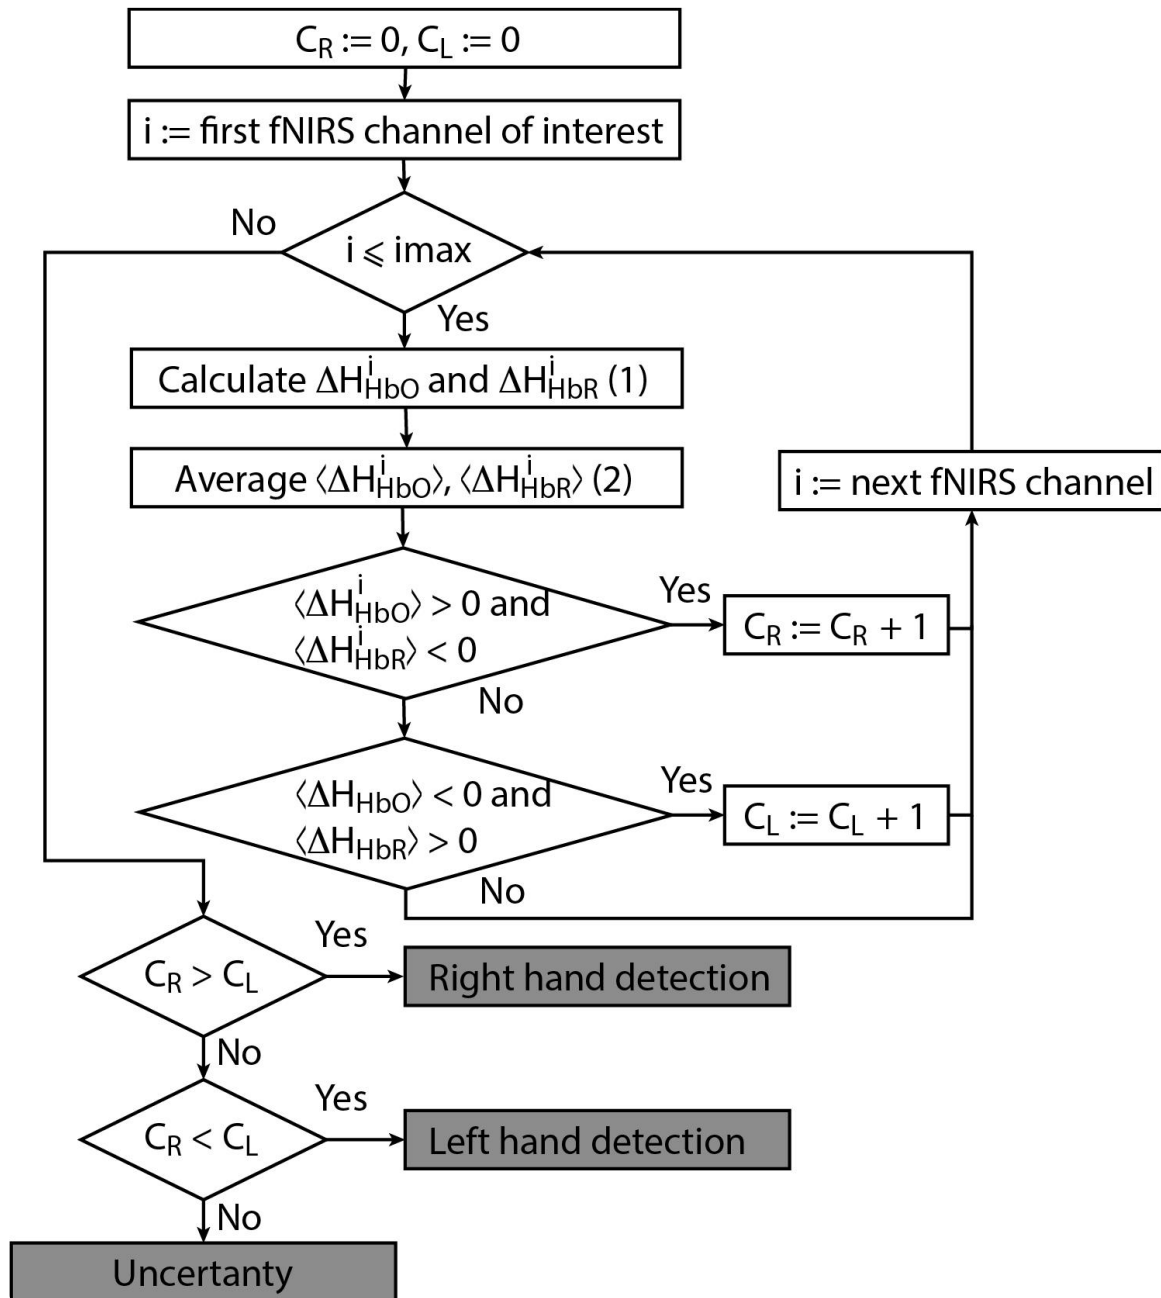 C_R := 0, C_L := 0
i := first fNIRS channel of interest
No
i ⩽ imax
Yes
Calculate ΔH^i_HbO and ΔH^i_HbR (1)
Average ⟨ΔH^i_HbO⟩, ⟨ΔH^i_HbR⟩ (2)
i := next fNIRS channel
⟨ΔH^i_HbO⟩ > 0 and
⟨ΔH^i_HbR⟩ < 0
Yes
C_R := C_R + 1
No
⟨ΔH_HbO⟩ < 0 and
⟨ΔH_HbR⟩ > 0
Yes
C_L := C_L + 1
No
C_R > C_L
Yes
Right hand detection
No
C_R < C_L
Yes
Left hand detection
No
Uncertanty